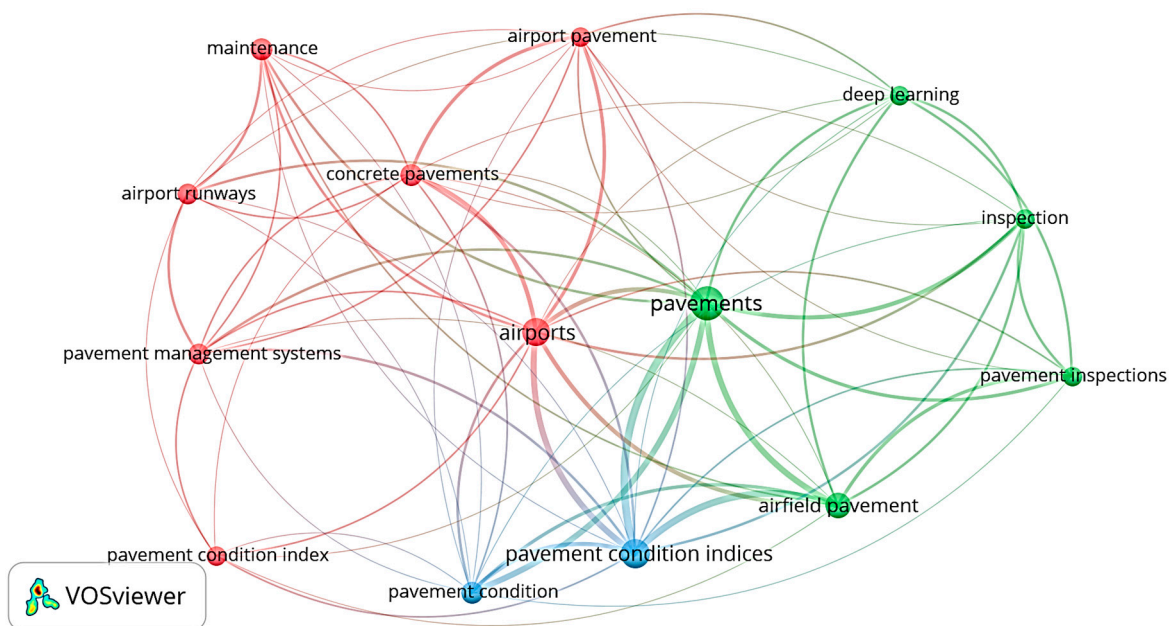 airport pavement
maintenance
deep learning
concrete pavements
airport runways
inspection
pavements
airports
pavement management systems
pavement inspections
airfield pavement
pavement condition index
pavement condition indices
pavement condition
VOSviewer